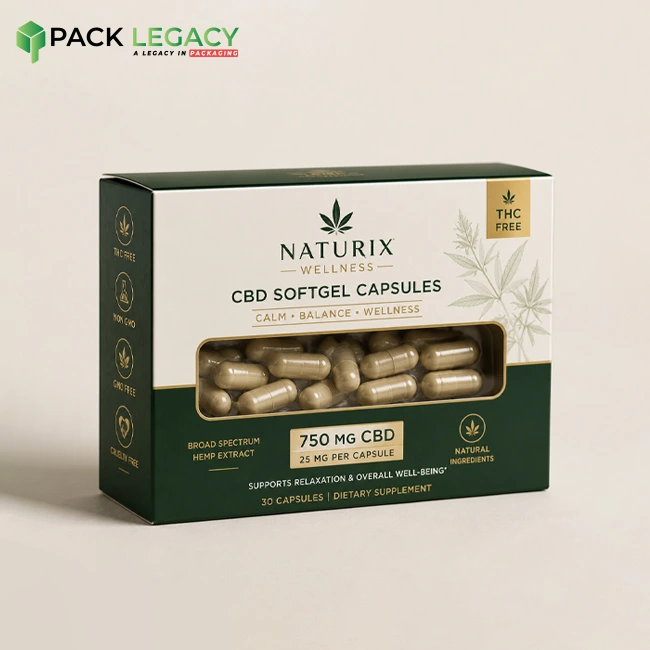 PACK LEGACY
A LEGACY IN PACKAGING
THC
FREE
NATURIX
WELLNESS
CBD SOFTGEL CAPSULES
CALM • BALANCE • WELLNESS
THC FREE
NON GMO
GMO FREE
CRUELTY FREE
BROAD SPECTRUM
HEMP EXTRACT
750 MG CBD
25 MG PER CAPSULE
NATURAL
INGREDIENTS
SUPPORTS RELAXATION & OVERALL WELL-BEING*
30 CAPSULES | DIETARY SUPPLEMENT